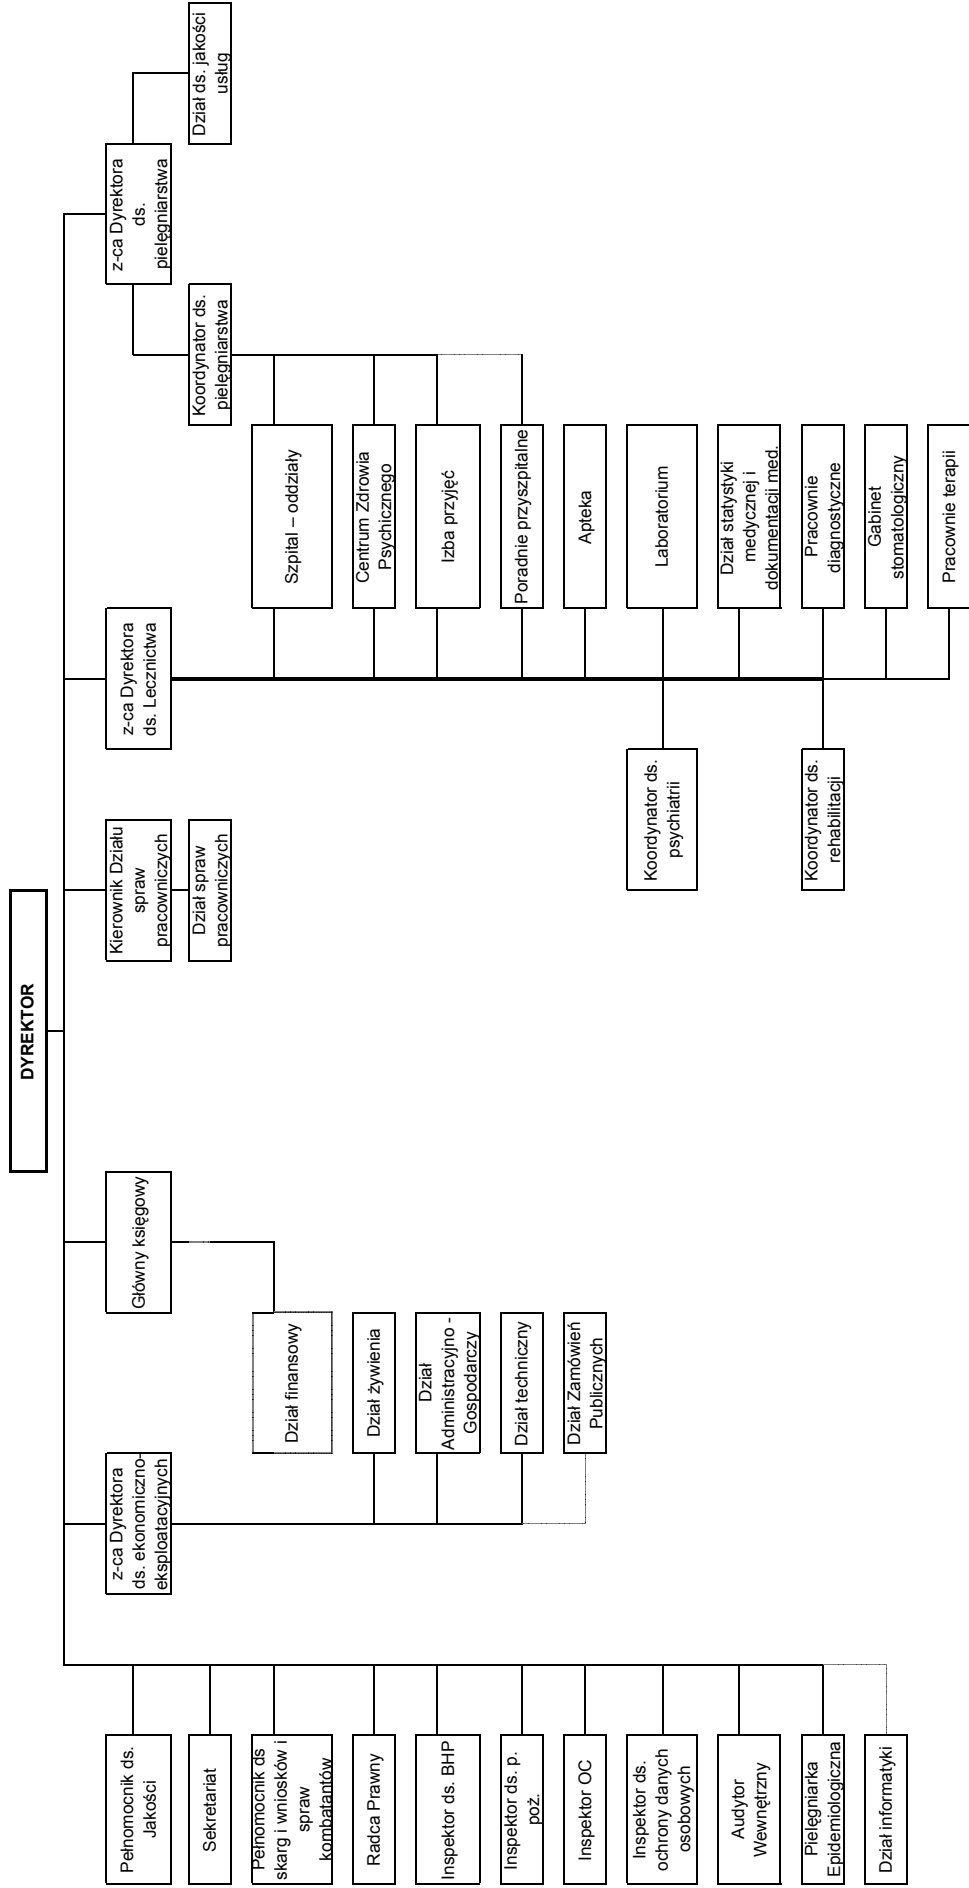 DYREKTOR
Pełnomocnik ds.
Jakości
Sekretariat
Pełnomocnik ds
skarg i wniosków i
spraw
kombatantów
Radca Prawny
Inspektor ds. BHP
Inspektor ds. p.
poż.
Inspektor OC
Inspektor ds.
ochrony danych
osobowych
Audytor
Wewnętrzny
Pielęgniarka
Epidemiologiczna
Dział informatyki
z-ca Dyrektora
ds. ekonomiczno-
eksploatacyjnych
Główny księgowy
Dział finansowy
Dział żywienia
Dział
Administracyjno -
Gospodarczy
Dział techniczny
Dział Zamówień
Publicznych
Kierownik Działu
spraw
pracowniczych
Dział spraw
pracowniczych
z-ca Dyrektora
ds. Lecznictwa
Koordynator ds.
psychiatrii
Koordynator ds.
rehabilitacji
Szpital – oddziały
Centrum Zdrowia
Psychicznego
Izba przyjęć
Poradnie przyszpitalne
Apteka
Laboratorium
Dział statystyki
medycznej i
dokumentacji med.
Pracownie
diagnostyczne
Gabinet
stomatologiczny
Pracownie terapii
z-ca Dyrektora
ds.
pielęgniarstwa
Koordynator ds.
pielęgniarstwa
Dział ds. jakości
usług